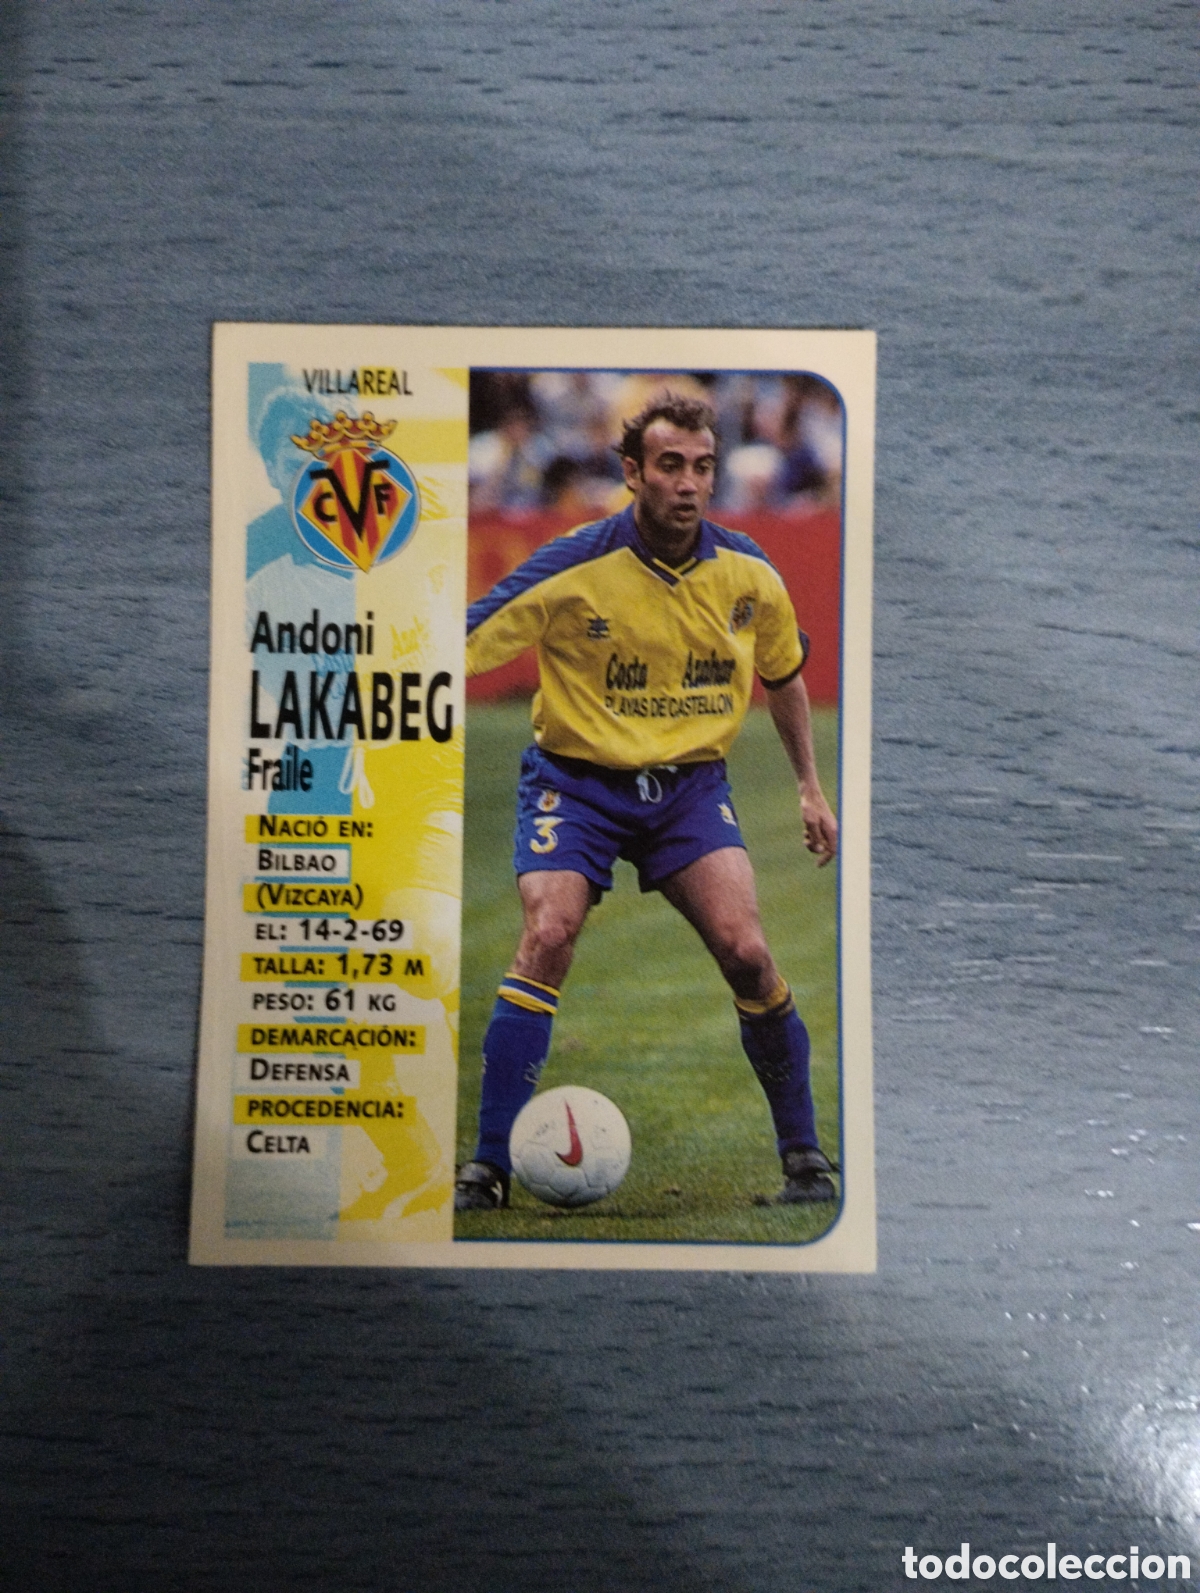 VILLAREAL
CVF
Andoni
LAKABEG
Fraile
NACIÓ EN:
BILBAO
(VIZCAYA)
EL: 14-2-69
TALLA: 1,73 M
PESO: 61 KG
DEMARCACIÓN:
DEFENSA
PROCEDENCIA:
CELTA
Costa Azahar
PLAYAS DE CASTELLON
3
todocoleccion